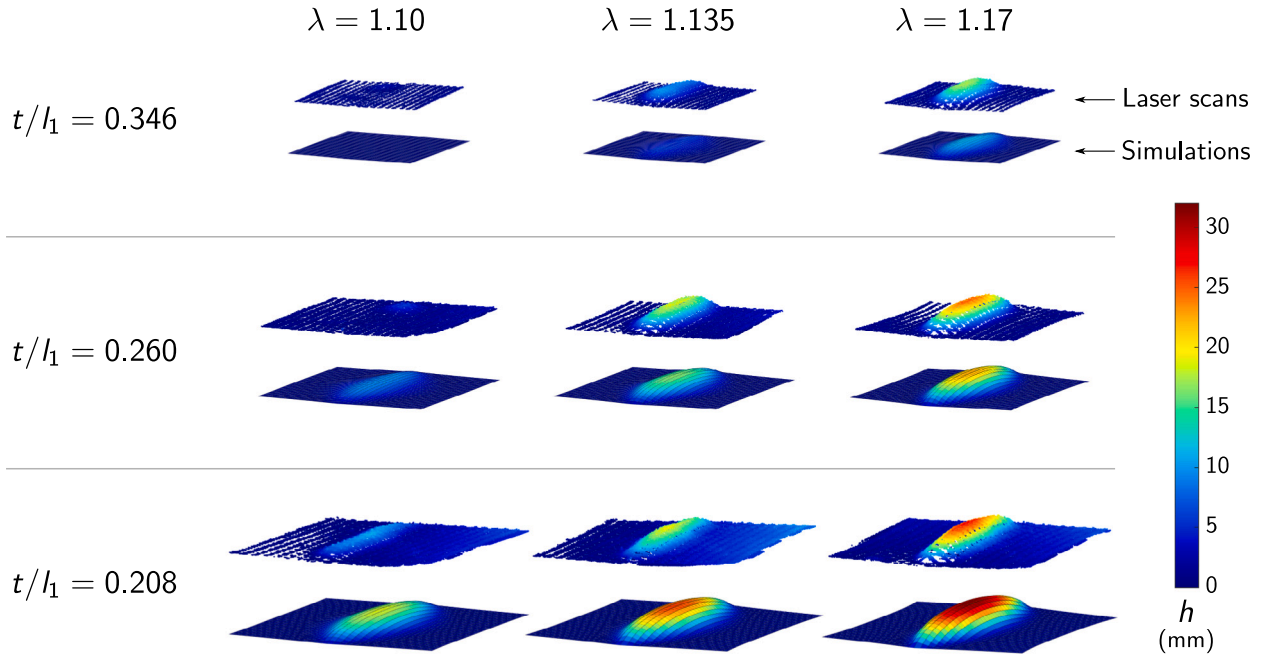 λ = 1.10 λ = 1.135 λ = 1.17
t/l₁ = 0.346
Laser scans
Simulations
t/l₁ = 0.260
t/l₁ = 0.208
30
25
20
15
10
5
0
h
(mm)